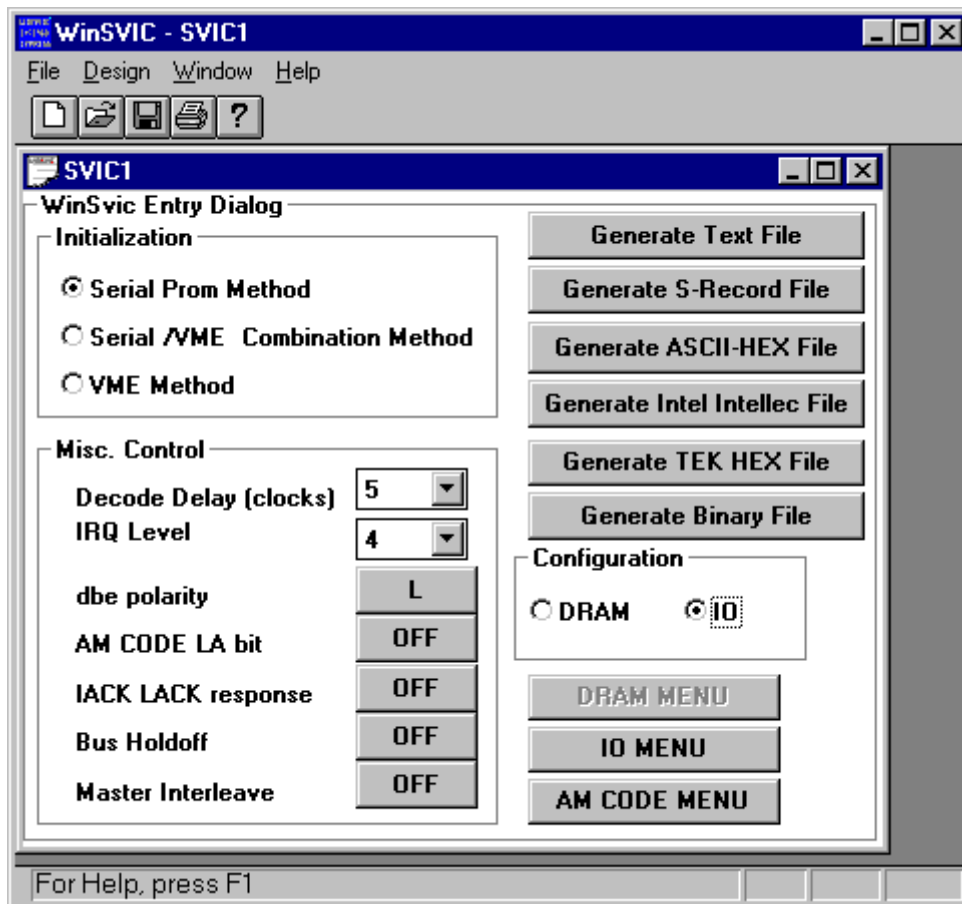 WinSVIC - SVIC1
File Design Window Help
?
SVIC1
WinSvic Entry Dialog
Initialization
Serial Prom Method
Serial /VME Combination Method
VME Method
Misc. Control
Decode Delay (clocks) 5
IRQ Level 4
dbe polarity L
AM CODE LA bit OFF
IACK LACK response OFF
Bus Holdoff OFF
Master Interleave OFF
Generate Text File
Generate S-Record File
Generate ASCII-HEX File
Generate Intel Intellec File
Generate TEK HEX File
Generate Binary File
Configuration
DRAM IO
DRAM MENU
IO MENU
AM CODE MENU
For Help, press F1